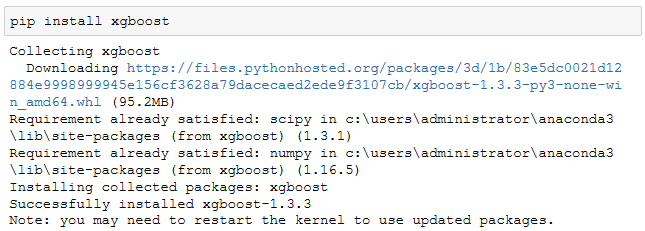 pip install xgboost
Collecting xgboost
  Downloading https://files.pythonhosted.org/packages/3d/1b/83e5dc0021d12
884e9998999945e156cf3628a79dacecaed2ede9f3107cb/xgboost-1.3.3-py3-none-wi
n_amd64.whl (95.2MB)
Requirement already satisfied: scipy in c:\users\administrator\anaconda3
\lib\site-packages (from xgboost) (1.3.1)
Requirement already satisfied: numpy in c:\users\administrator\anaconda3
\lib\site-packages (from xgboost) (1.16.5)
Installing collected packages: xgboost
Successfully installed xgboost-1.3.3
Note: you may need to restart the kernel to use updated packages.